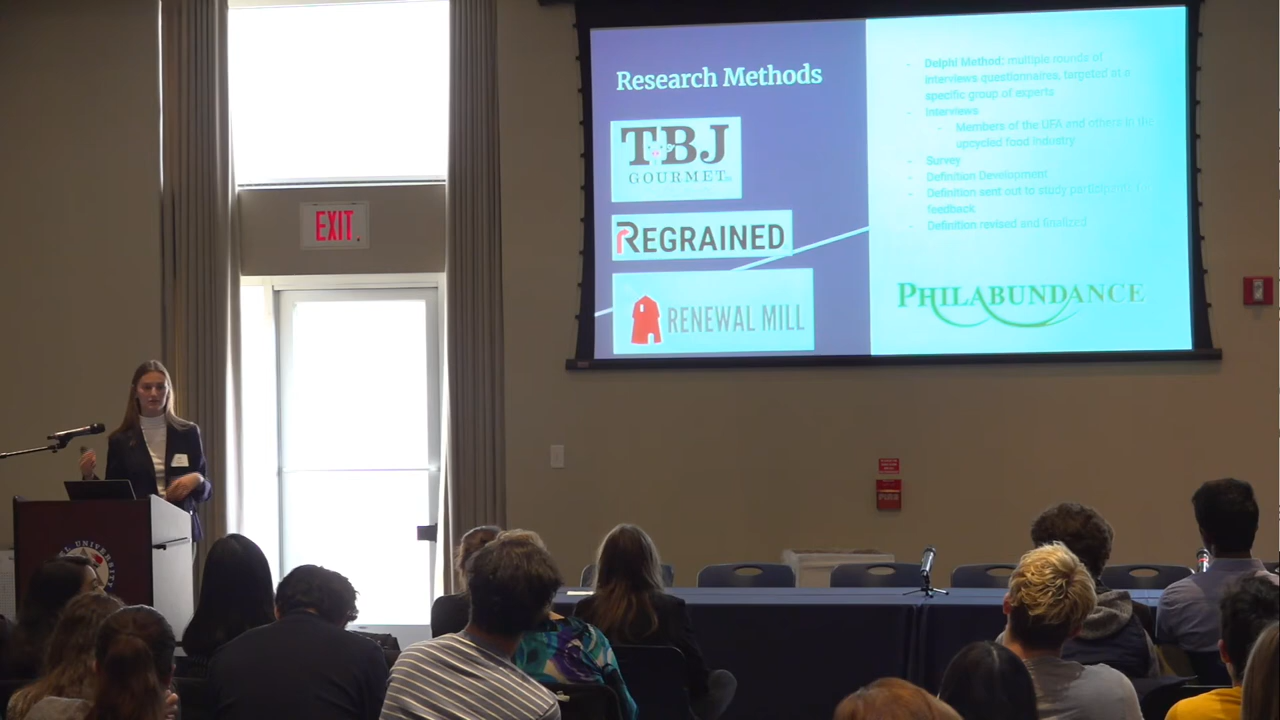 Research Methods
TBJ
GOURMET
REGRAINED
RENEWAL MILL
- Delphi Method: multiple rounds of
interviews questionnaires, targeted at a
specific group of experts
- Interviews
- Members of the UFA and others in the
upcycled food industry
- Survey
- Definition Development
- Definition sent out to study participants for
feedback
- Definition revised and finalized
PHILABUNDANCE
EXIT
UNIVERSITY